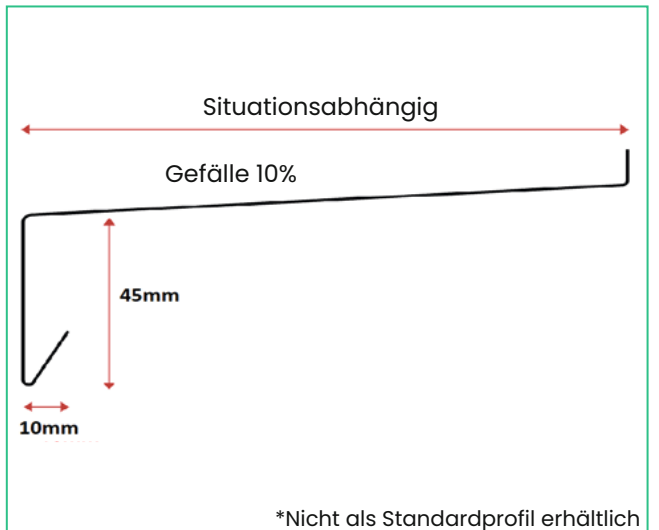 Situationsabhängig
Gefälle 10%
45mm
10mm
*Nicht als Standardprofil erhältlich